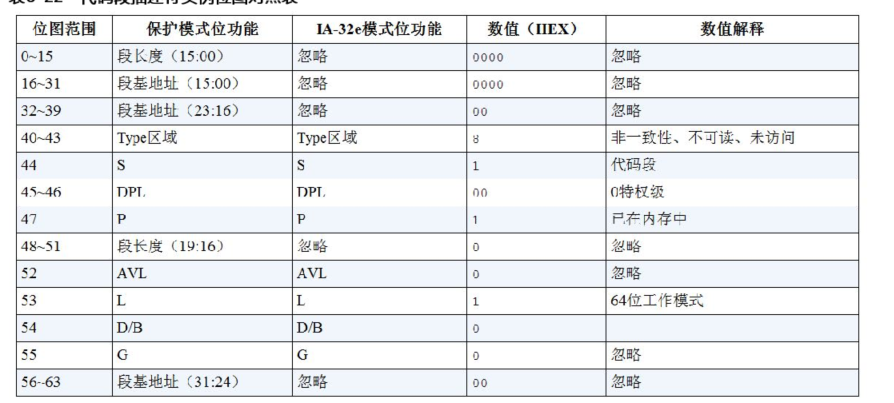 表6-22 代码段描述符实例位图对照表
位图范围 保护模式位功能 IA-32e模式位功能 数值（HEX） 数值解释
0~15 段长度（15:00） 忽略 0000 忽略
16~31 段基地址（15:00） 忽略 0000 忽略
32~39 段基地址（23:16） 忽略 00 忽略
40~43 Type区域 Type区域 8 非一致性、不可读、未访问
44 S S 1 代码段
45~46 DPL DPL 00 0特权级
47 P P 1 已在内存中
48~51 段长度（19:16） 忽略 0 忽略
52 AVL AVL 0 忽略
53 L L 1 64位工作模式
54 D/B D/B 0
55 G G 0 忽略
56~63 段基地址（31:24） 忽略 00 忽略